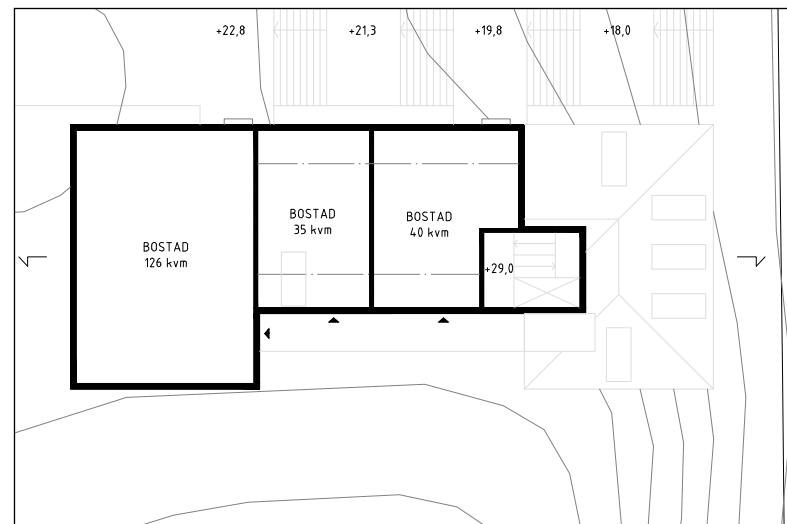 +22,8
+21,3
+19,8
+18,0
BOSTAD
35 kvm
BOSTAD
40 kvm
BOSTAD
126 kvm
+29,0